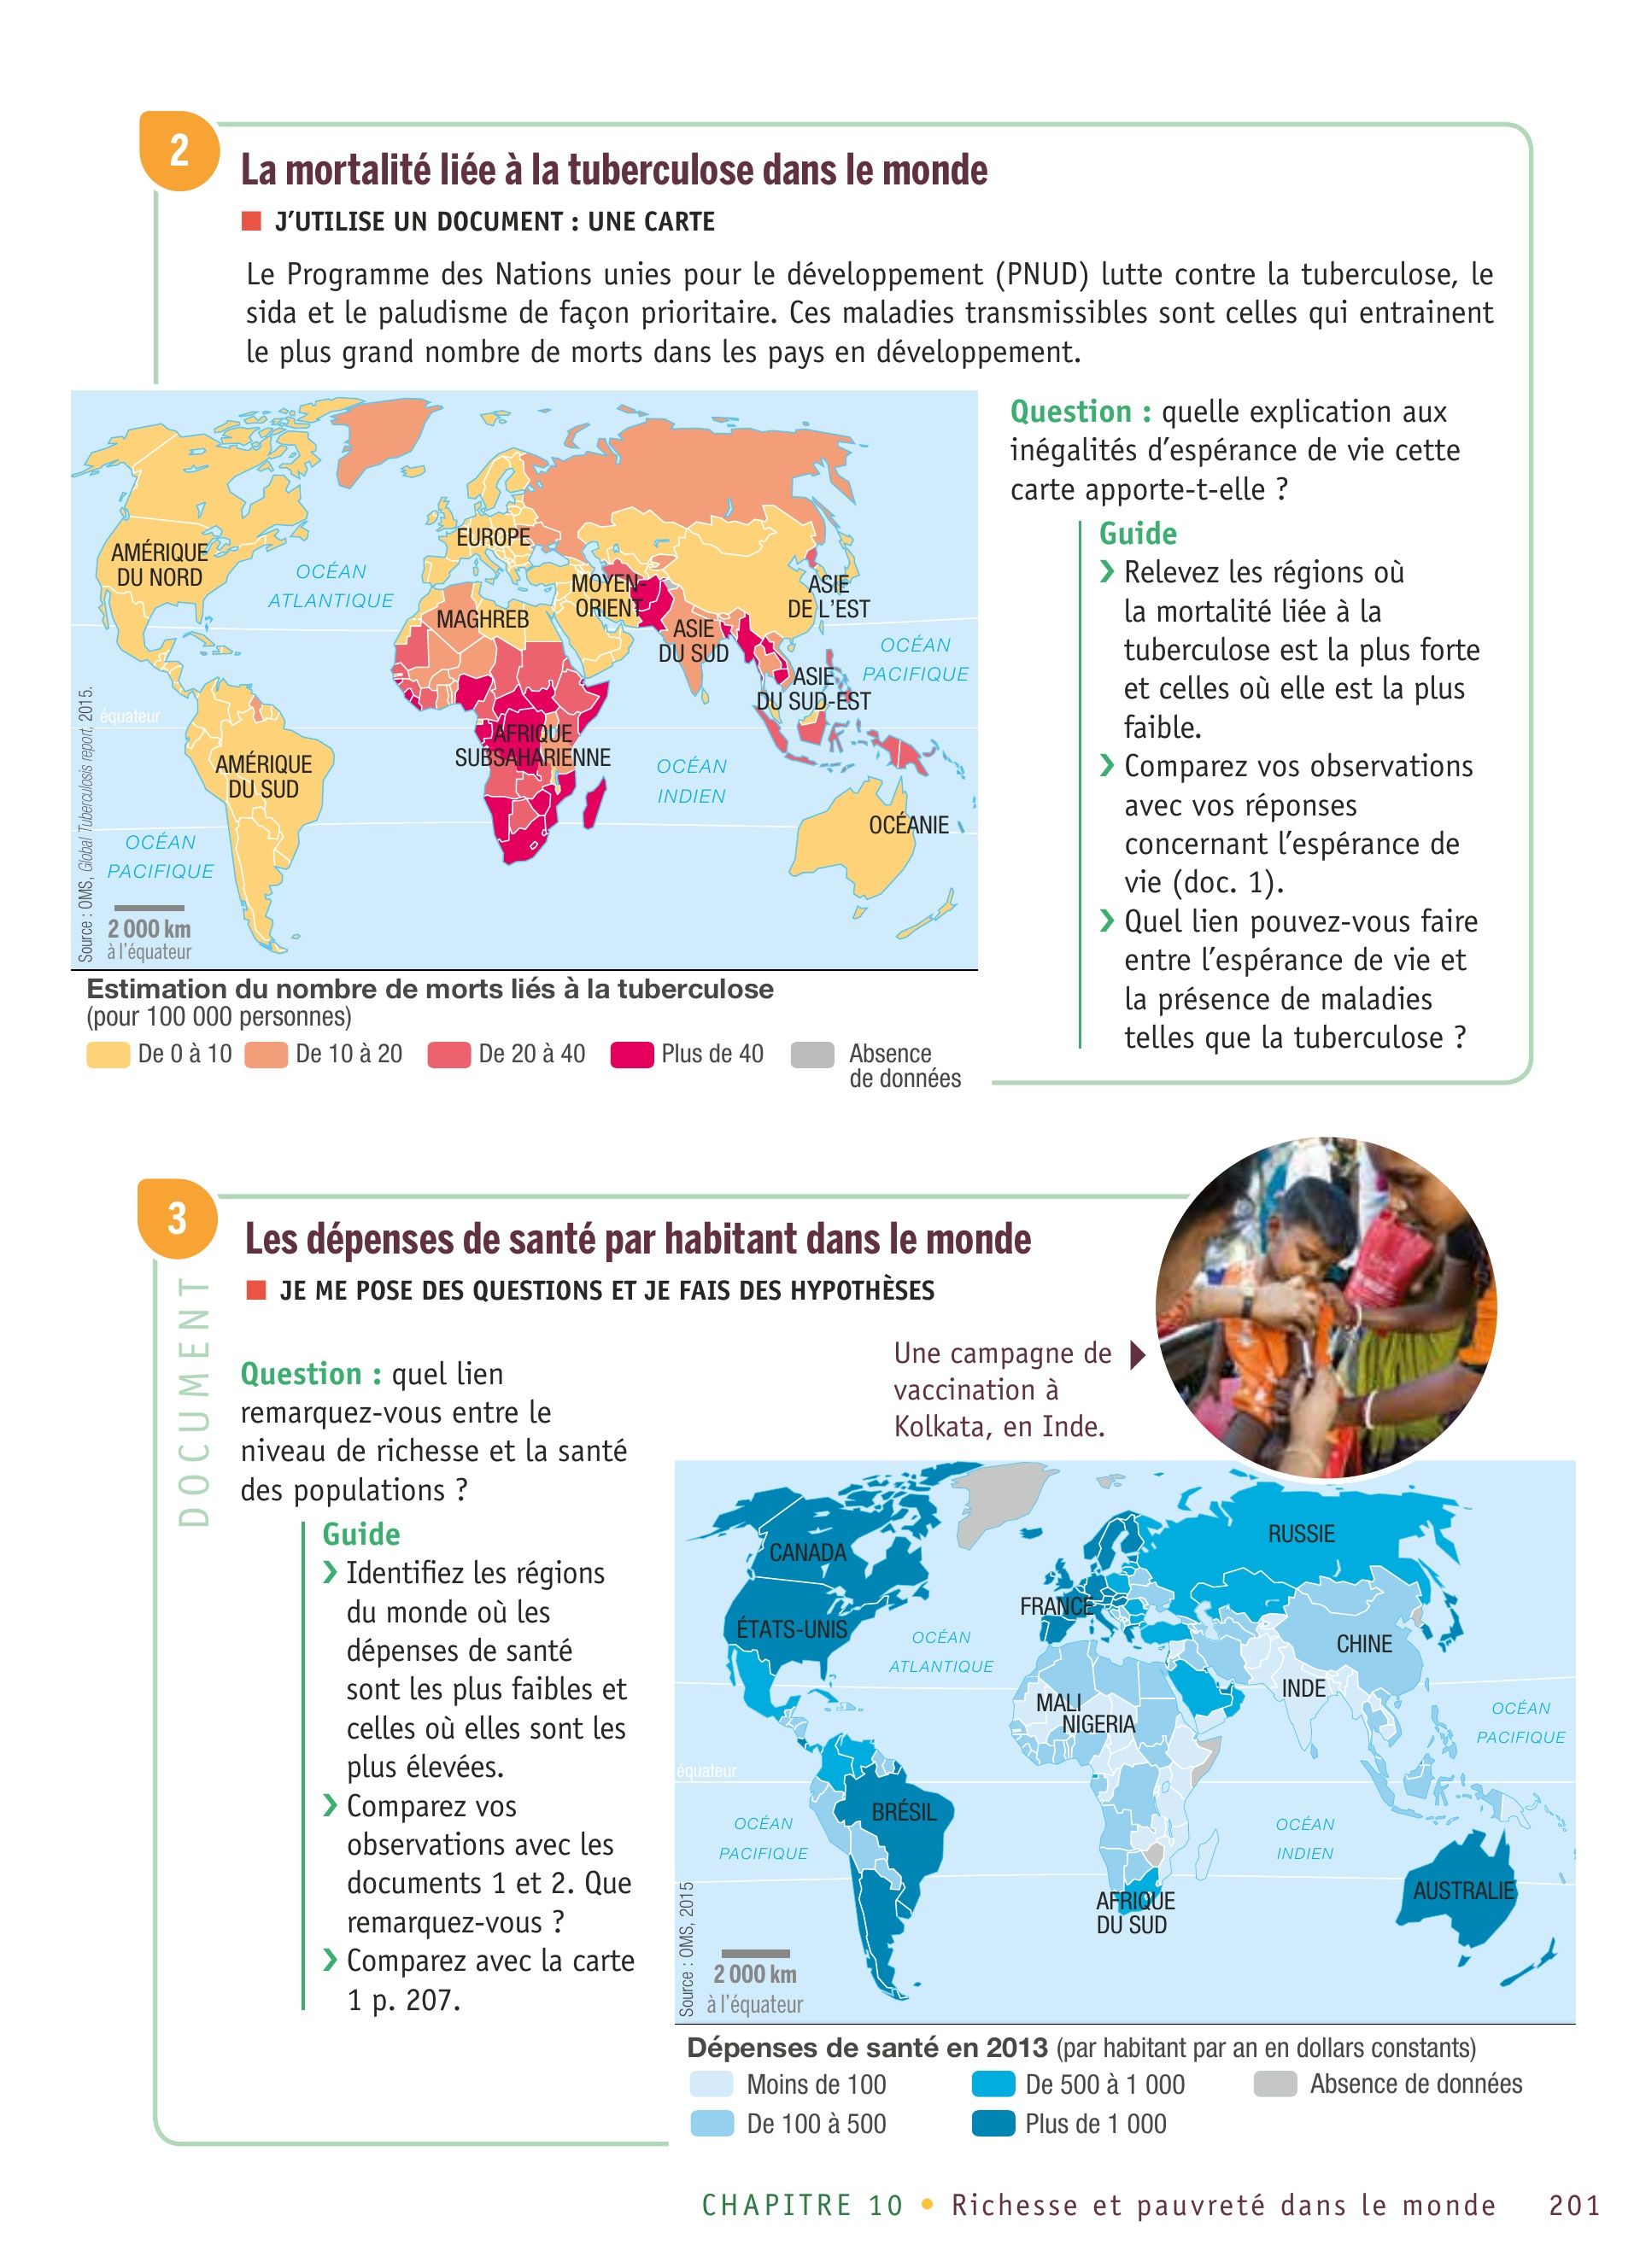 2
La mortalité liée à la tuberculose dans le monde
J'UTILISE UN DOCUMENT : UNE CARTE
Le Programme des Nations unies pour le développement (PNUD) lutte contre la tuberculose, le
sida et le paludisme de façon prioritaire. Ces maladies transmissibles sont celles qui entrainent
le plus grand nombre de morts dans les pays en développement.
AMÉRIQUE
DU NORD
OCÉAN
ATLANTIQUE
EUROPE
MAGHREB
MOYEN-
ORIENT
ASIE
DU SUD
ASIE
DE L'EST
OCÉAN
PACIFIQUE
ASIE
DU SUD-EST
équateur
AMÉRIQUE
DU SUD
AFRIQUE
SUBSAHARIENNE
OCÉAN
INDIEN
OCÉANIE
OCÉAN
PACIFIQUE
2 000 km
à l'équateur
Source : OMS, Global Tuberculosis report, 2015.
Estimation du nombre de morts liés à la tuberculose
(pour 100 000 personnes)
De 0 à 10
De 10 à 20
De 20 à 40
Plus de 40
Absence
de données
Question : quelle explication aux
inégalités d'espérance de vie cette
carte apporte-t-elle ?
Guide
› Relevez les régions où
la mortalité liée à la
tuberculose est la plus forte
et celles où elle est la plus
faible.
› Comparez vos observations
avec vos réponses
concernant l'espérance de
vie (doc. 1).
› Quel lien pouvez-vous faire
entre l'espérance de vie et
la présence de maladies
telles que la tuberculose ?
3
DOCUMENT
Les dépenses de santé par habitant dans le monde
JE ME POSE DES QUESTIONS ET JE FAIS DES HYPOTHÈSES
Question : quel lien
remarquez-vous entre le
niveau de richesse et la santé
des populations ?
Guide
› Identifiez les régions
du monde où les
dépenses de santé
sont les plus faibles et
celles où elles sont les
plus élevées.
› Comparez vos
observations avec les
documents 1 et 2. Que
remarquez-vous ?
› Comparez avec la carte
1 p. 207.
Une campagne de
vaccination à
Kolkata, en Inde.
CANADA
ÉTATS-UNIS
OCÉAN
ATLANTIQUE
FRANCE
RUSSIE
CHINE
INDE
MALI
NIGERIA
OCÉAN
PACIFIQUE
équateur
BRÉSIL
OCÉAN
PACIFIQUE
OCÉAN
INDIEN
AFRIQUE
DU SUD
AUSTRALIE
2 000 km
à l'équateur
Source : OMS, 2015
Dépenses de santé en 2013 (par habitant par an en dollars constants)
Moins de 100
De 100 à 500
De 500 à 1 000
Plus de 1 000
Absence de données
CHAPITRE 10 • Richesse et pauvreté dans le monde 201